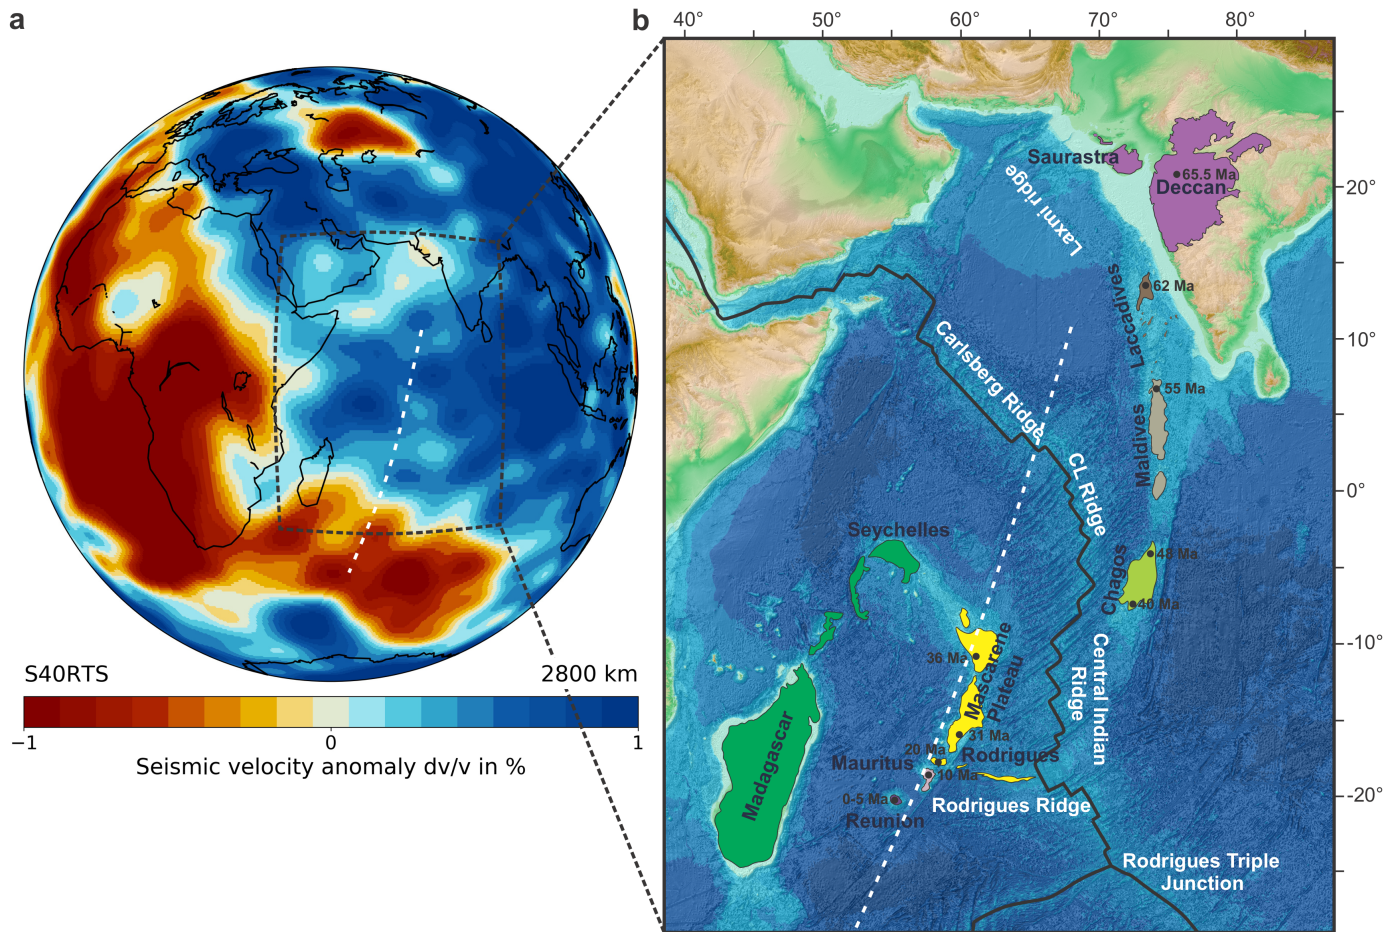 a
S40RTS
2800 km
−1
0
1
Seismic velocity anomaly dv/v in %
b
40°
50°
60°
70°
80°
20°
10°
0°
-10°
-20°
Saurastra
65.5 Ma
Deccan
Laxmi ridge
Laccadives
62 Ma
Carlsberg Ridge
55 Ma
Maldives
CL Ridge
Seychelles
48 Ma
Chagos
40 Ma
36 Ma
Mascarene
Plateau
Central Indian
Ridge
31 Ma
20 Ma
Rodrigues
Mauritus
10 Ma
0-5 Ma
Rodrigues Ridge
Reunion
Madagascar
Rodrigues Triple
Junction